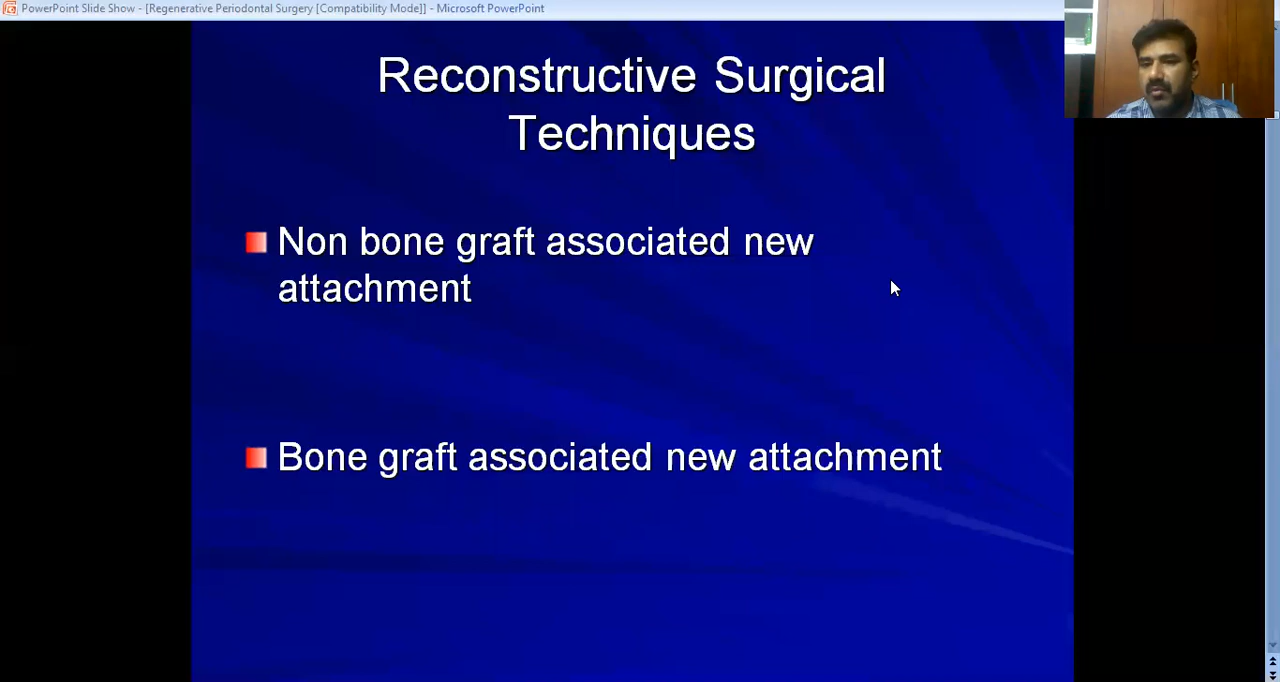 PowerPoint Slide Show - [Regenerative Periodontal Surgery [Compatibility Mode]] - Microsoft PowerPoint
Reconstructive Surgical
Techniques
Non bone graft associated new
attachment
Bone graft associated new attachment